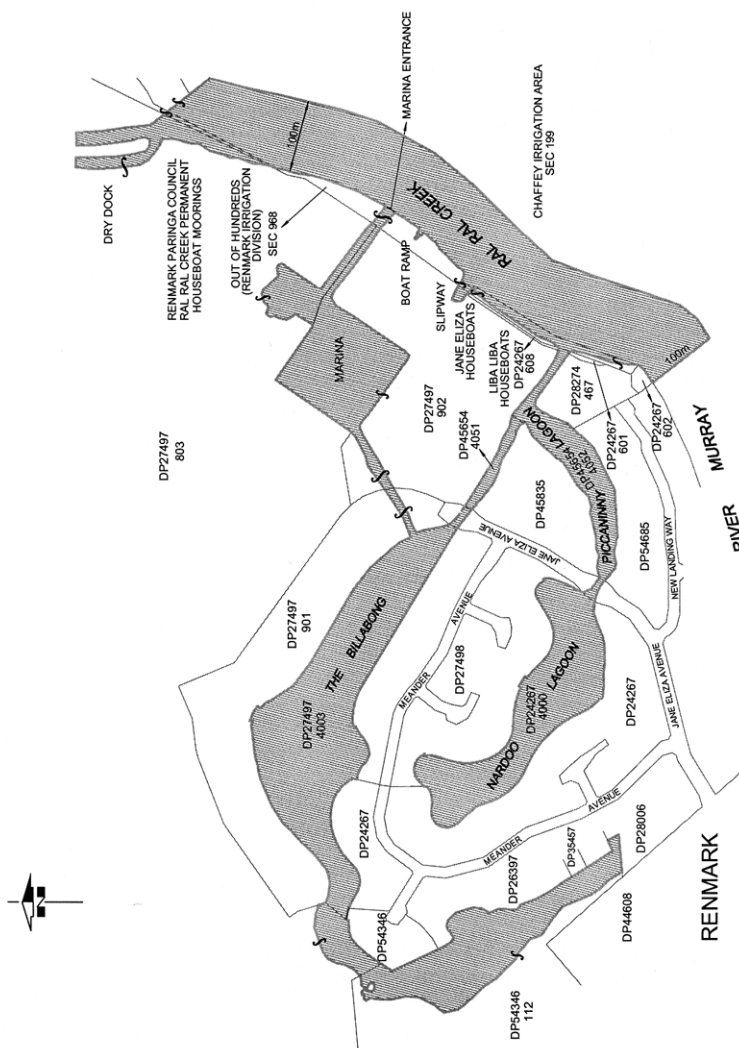 DRY DOCK
RENMARK PARINGA COUNCIL
RAL RAL CREEK PERMANENT
HOUSEBOAT MOORINGS
OUT OF HUNDREDS
(RENMARK IRRIGATION
DIVISION)
SEC 968
100m
MARINA ENTRANCE
CHAFFEY IRRIGATION AREA
SEC 199
RAL RAL CREEK
BOAT RAMP
SLIPWAY
JANE ELIZA
HOUSEBOATS
LIBA LIBA
HOUSEBOATS
DP24267
608
MARINA
DP27497
803
DP27497
902
DP45654
4051
DP28274
467
DP24267
601
DP24267
602
100m
PICCANINNY LAGOON
DP45654
4052
DP45835
DP54685
NEW LANDING WAY
RIVER MURRAY
JANE ELIZA AVENUE
DP27497
901
THE BILLABONG
DP27497
4003
MEANDER AVENUE
DP27498
NARDOO LAGOON
DP24267
4000
DP24267
JANE ELIZA AVENUE
DP24267
MEANDER AVENUE
DP35457
DP28006
DP26397
DP54346
DP44608
DP54346
112
RENMARK
N